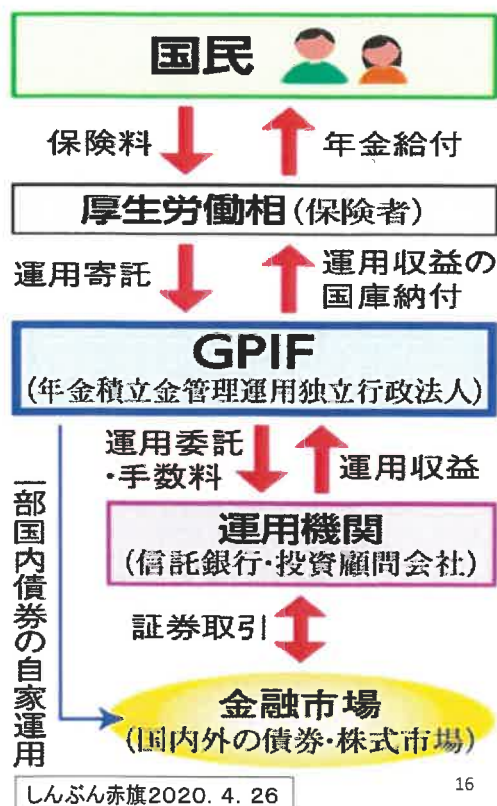 国民
保険料
年金給付
厚生労働相(保険者)
運用寄託
運用収益の
国庫納付
GPIF
(年金積立金管理運用独立行政法人)
運用委託
・手数料
運用収益
運用機関
(信託銀行・投資顧問会社)
証券取引
一部国内債券の自家運用
金融市場
(国内外の債券・株式市場)
しんぶん赤旗2020. 4. 26
16